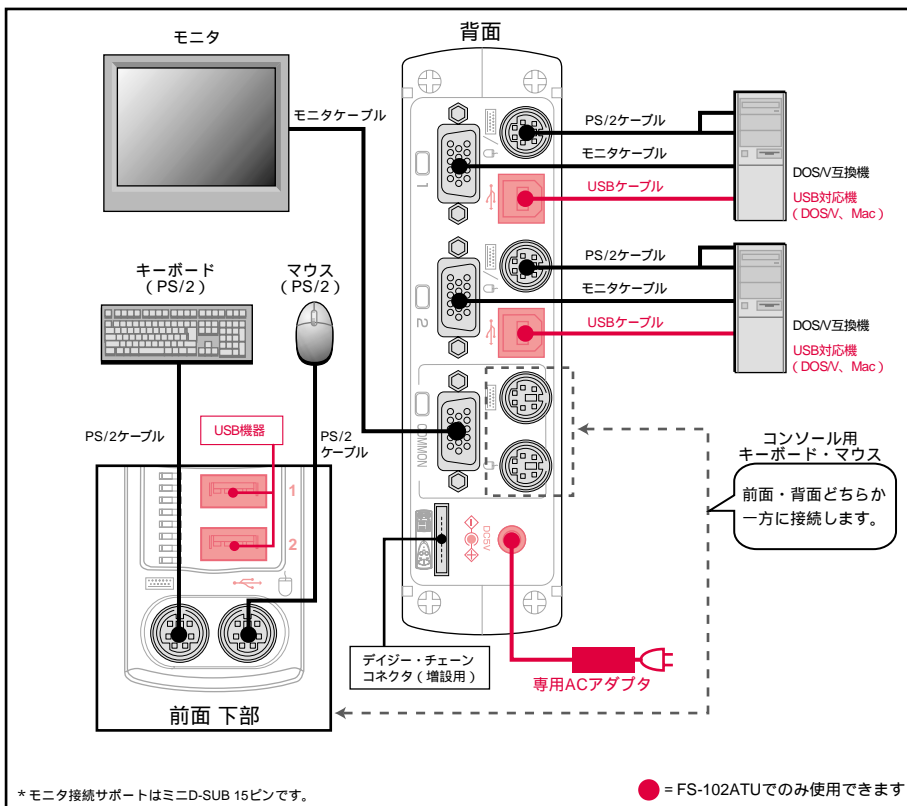 背面
モニタ
モニタケーブル
PS/2ケーブル
モニタケーブル
USBケーブル
DOS/V互換機
USB対応機
(DOS/V、Mac)
1
PS/2ケーブル
モニタケーブル
USBケーブル
DOS/V互換機
USB対応機
(DOS/V、Mac)
2
キーボード
(PS/2)
マウス
(PS/2)
PS/2ケーブル
USB機器
PS/2
ケーブル
COMMON
コンソール用
キーボード・マウス
前面・背面どちらか
一方に接続します。
1
2
DC5V
デイジー・チェーン
コネクタ(増設用)
専用ACアダプタ
前面 下部
*モニタ接続サポートはミニD-SUB 15ピンです。
= FS-102ATUでのみ使用できます